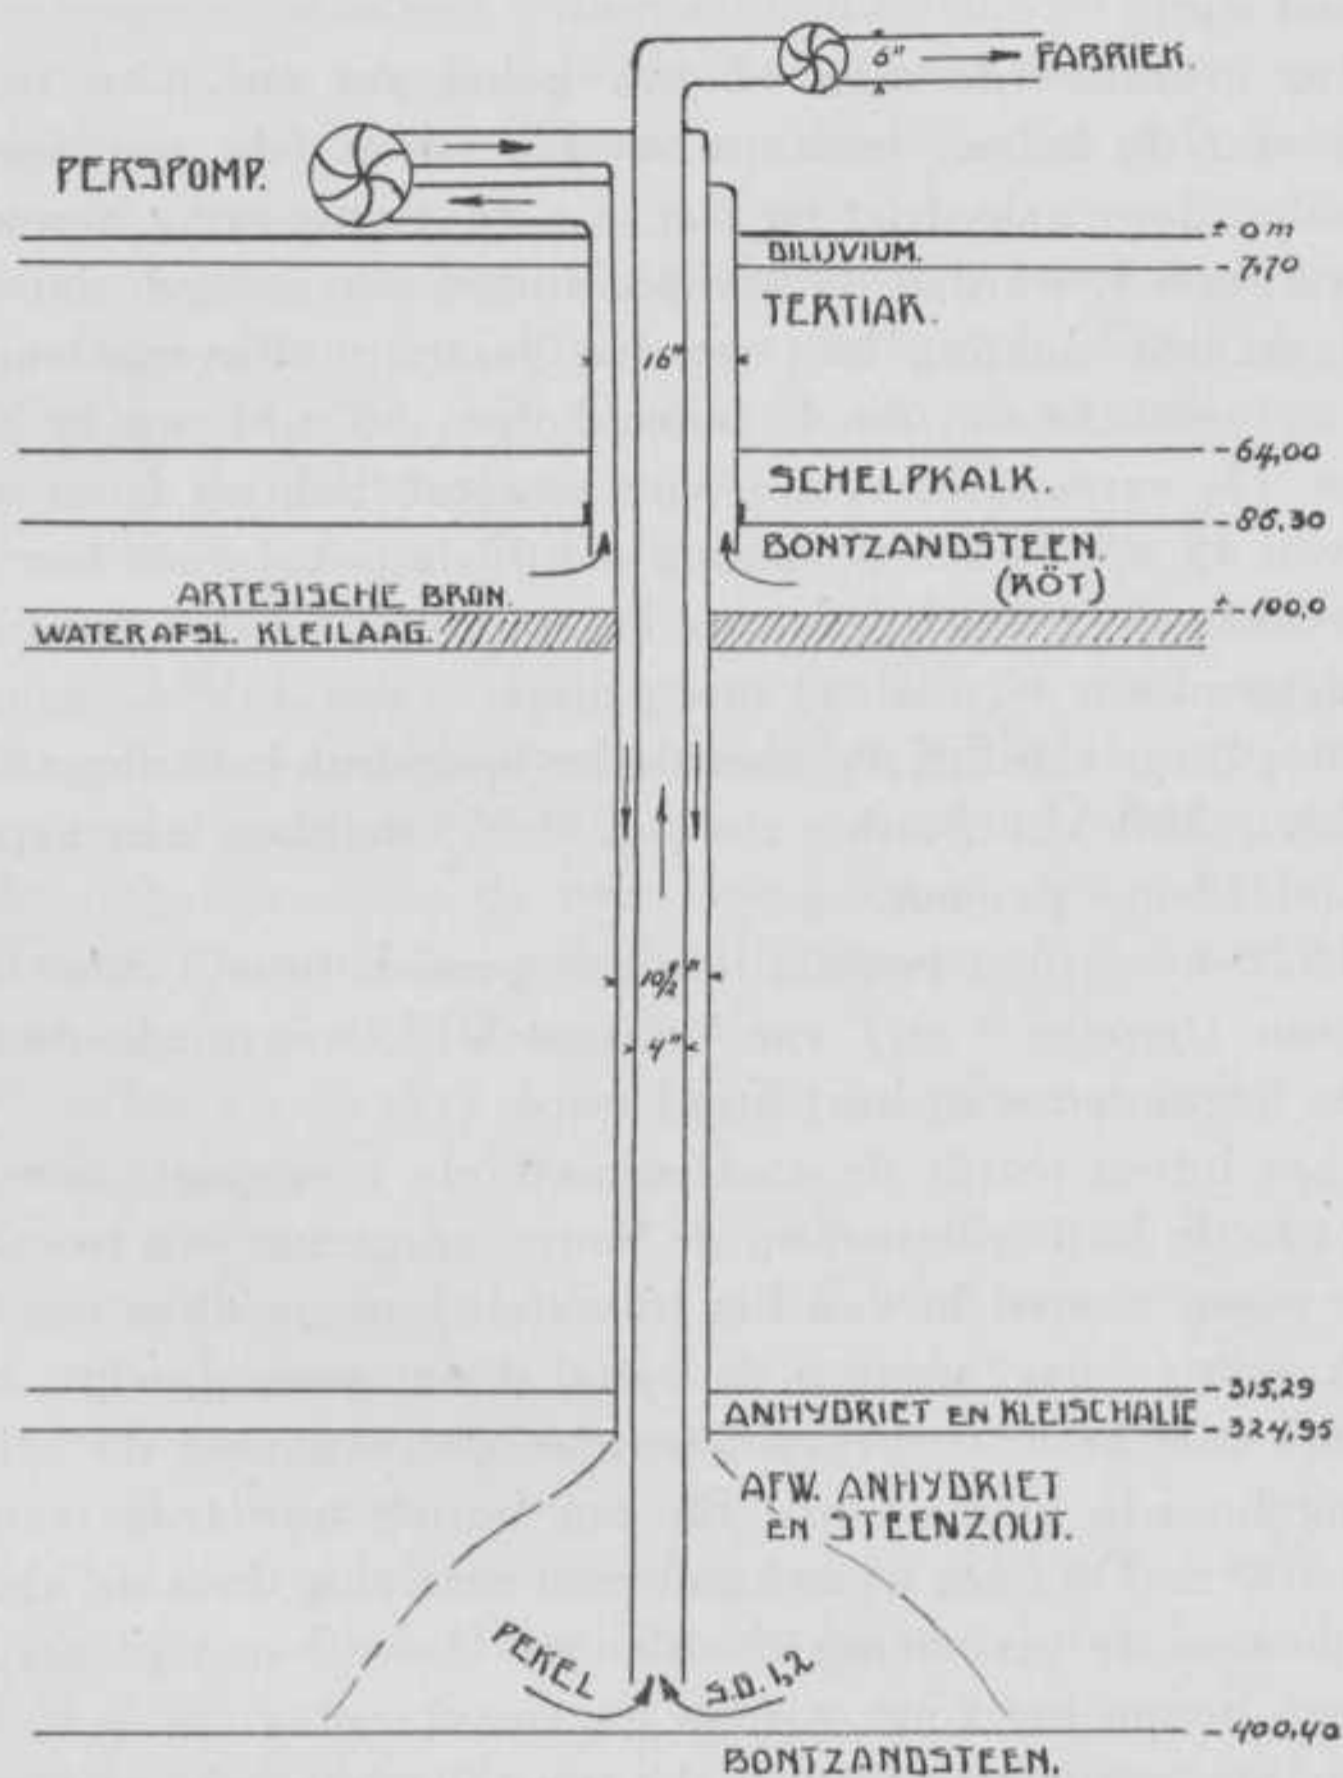 6" FABRIEK.
PERSPOMP.
± 0 m
DILUVIUM.
- 7,70
TERTIAR.
16"
- 64,00
SCHELPKALK.
- 86,30
BONTZANDSTEEN.
(RÖT)
ARTESISCHE BRON.
± - 100,0
WATERAFSL. KLEILAAG.
10½"
4"
- 315,29
ANHYDRIET EN KLEISCHALIE
- 324,95
AFW. ANHYDRIET
EN STEENZOUT.
PEKEL S.D. 1,2
- 400,40
BONTZANDSTEEN.